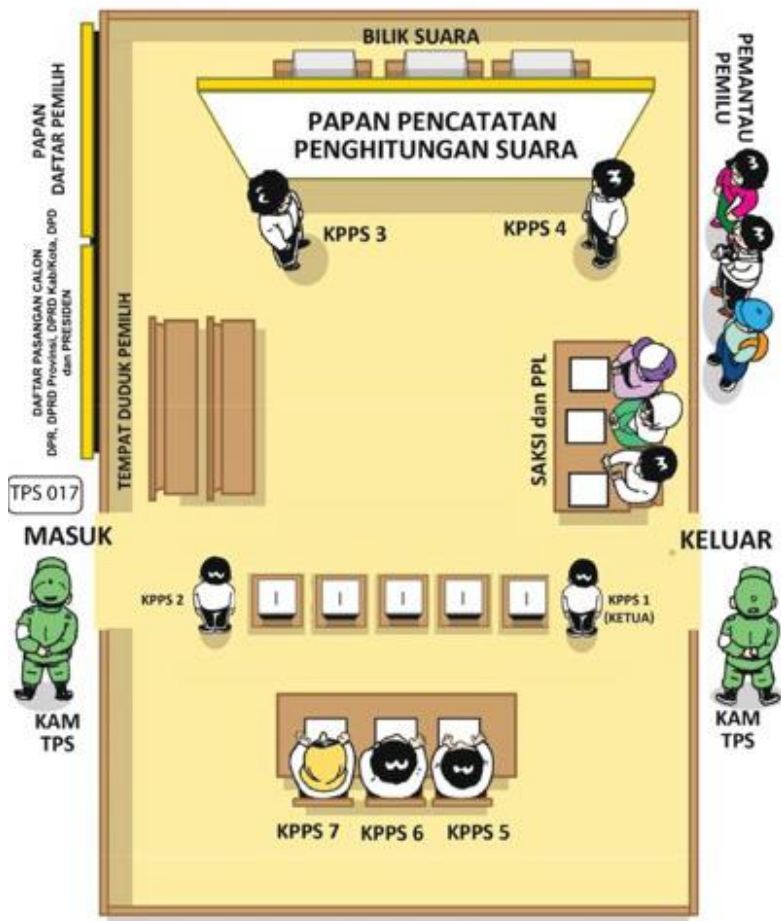 BILIK SUARA
PAPAN PENCATATAN
PENGHITUNGAN SUARA
PAPAN
DAFTAR PEMILIH
PEMANTAU
PEMILU
KPPS 3
KPPS 4
DAFTAR PASANGAN CALON
DPR, DPRD Provinsi, DPRD Kab/Kota, DPD
dan PRESIDEN
TEMPAT DUDUK PEMILIH
SAKSI dan PPL
TPS 017
MASUK
KELUAR
KPPS 2
KPPS 1
(KETUA)
KAM
TPS
KAM
TPS
KPPS 7
KPPS 6
KPPS 5